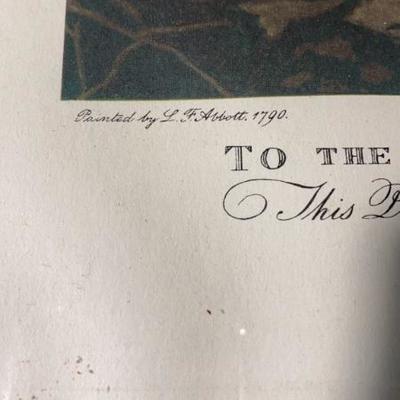 Painted by L. F. Abbott, 1790.
TO THE
This